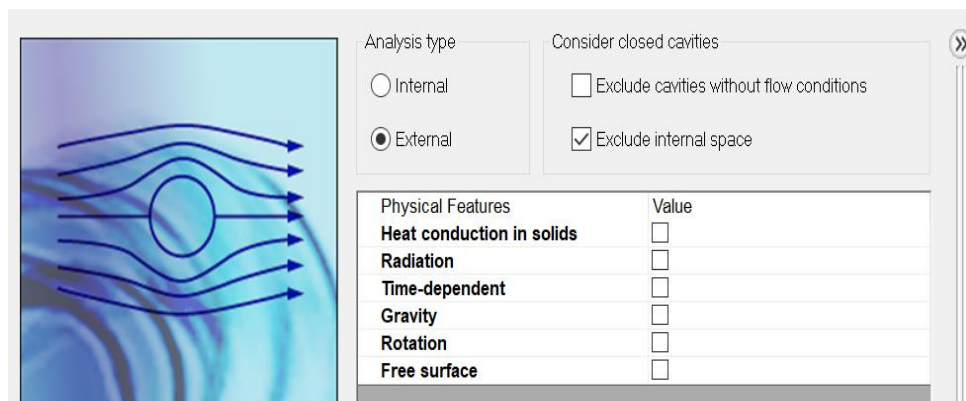 Analysis type
Internal
External
Consider closed cavities
Exclude cavities without flow conditions
Exclude internal space
Physical Features Value
Heat conduction in solids
Radiation
Time-dependent
Gravity
Rotation
Free surface